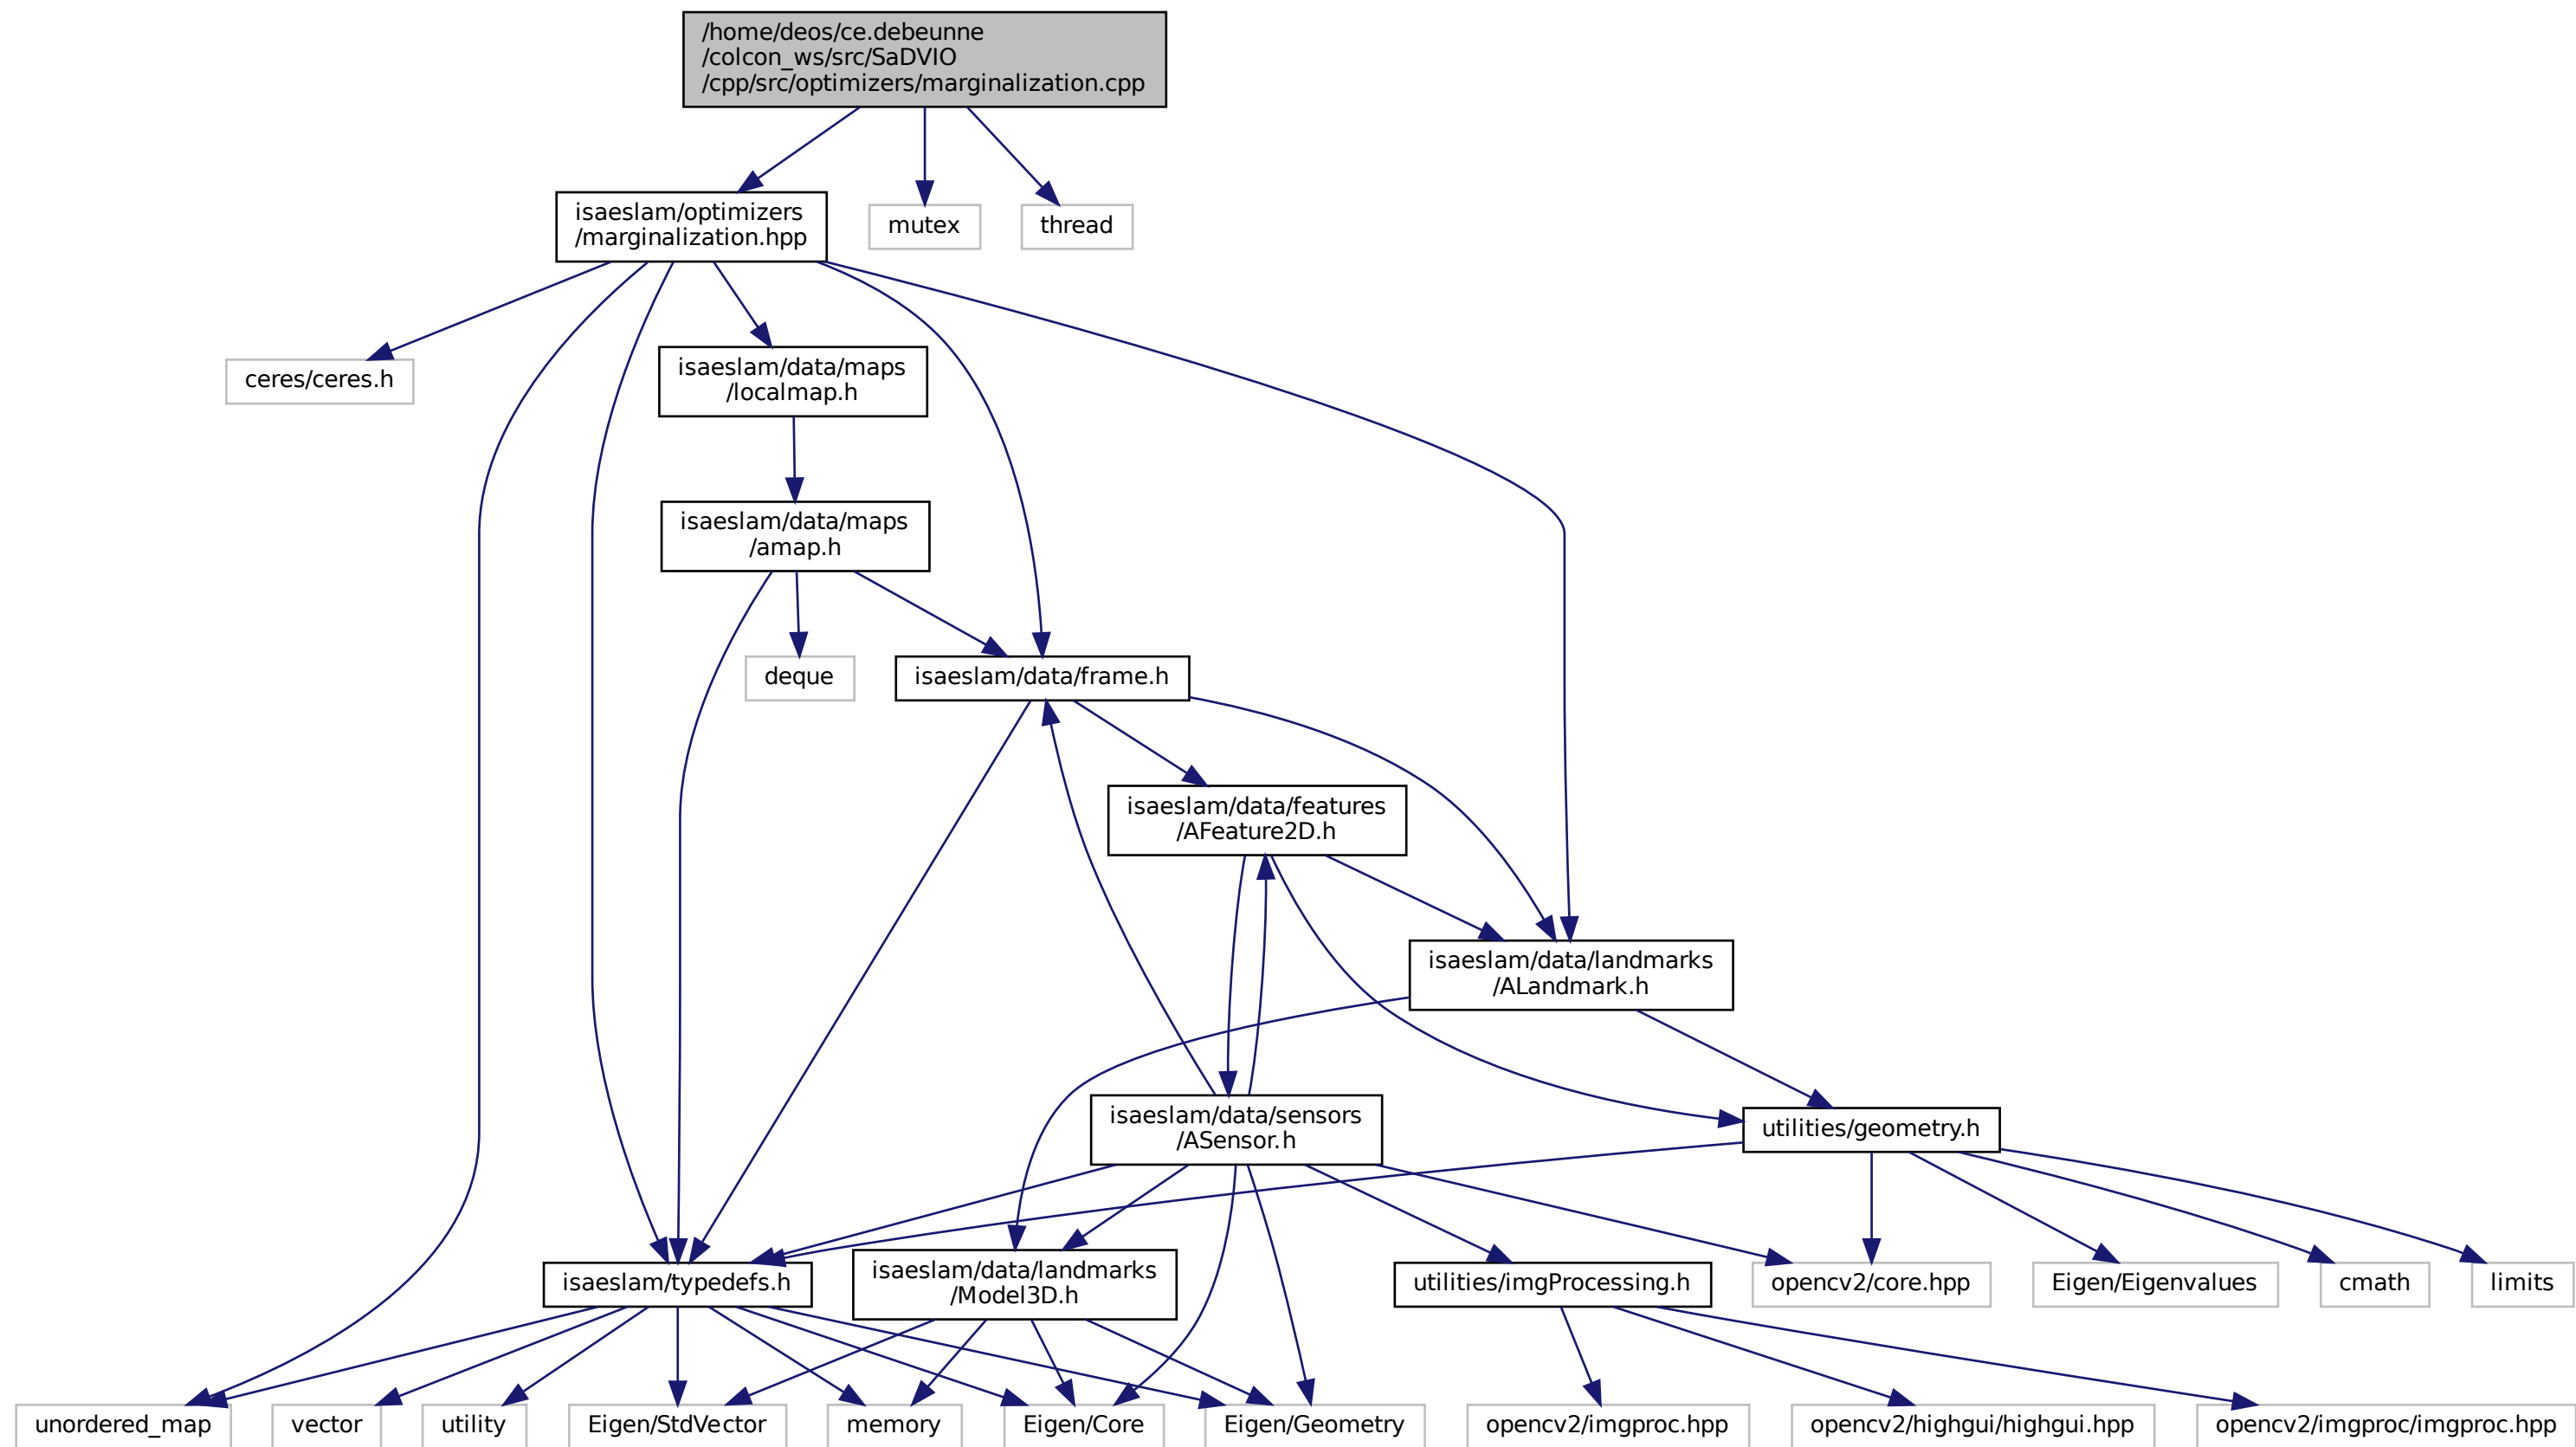 /home/deos/ce.debeunne
/colcon_ws/src/SaDVIO
/cpp/src/optimizers/marginalization.cpp
isaeslam/optimizers
/marginalization.hpp
mutex
thread
ceres/ceres.h
isaeslam/data/maps
/localmap.h
isaeslam/data/maps
/amap.h
deque
isaeslam/data/frame.h
isaeslam/data/features
/AFeature2D.h
isaeslam/data/landmarks
/ALandmark.h
isaeslam/data/sensors
/ASensor.h
utilities/geometry.h
isaeslam/typedefs.h
isaeslam/data/landmarks
/Model3D.h
utilities/imgProcessing.h
opencv2/core.hpp
Eigen/Eigenvalues
cmath
limits
unordered_map
vector
utility
Eigen/StdVector
memory
Eigen/Core
Eigen/Geometry
opencv2/imgproc.hpp
opencv2/highgui/highgui.hpp
opencv2/imgproc/imgproc.hpp